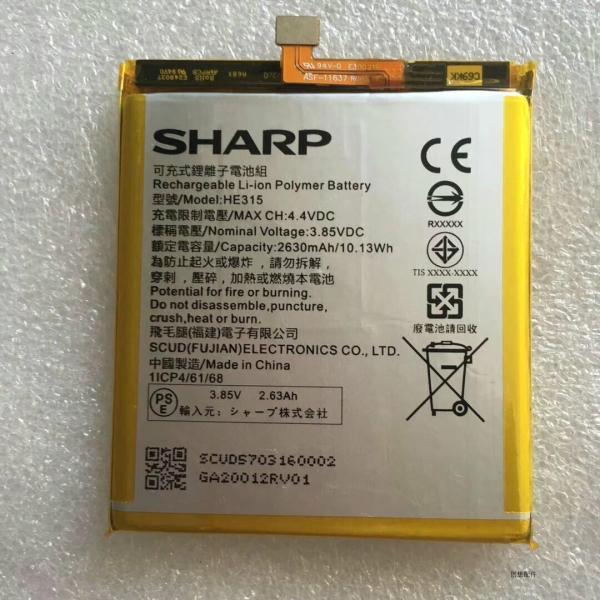 94V-0
ASF-11637
C69KK
SHARP
可充式鋰離子電池組
Rechargeable Li-ion Polymer Battery
型號/Model:HE315
充電限制電壓/MAX CH:4.4VDC
標稱電壓/Nominal Voltage:3.85VDC
額定電容量/Capacity:2630mAh/10.13Wh
為防止起火或爆炸，請勿拆解，
穿刺，壓碎，加熱或燃燒本電池
Potential for fire or burning.
Do not disassemble,puncture,
crush,heat or burn.
飛毛腿(福建)電子有限公司
SCUD(FUJIAN)ELECTRONICS CO., LTD.
中國製造/Made in China
1ICP4/61/68
PS
E
3.85V 2.63Ah
輸入元：シャープ株式会社
SCUD5703160002
GA20012RV01
CE
RXXXXX
TIS XXXX-XXXX
廢電池請回收